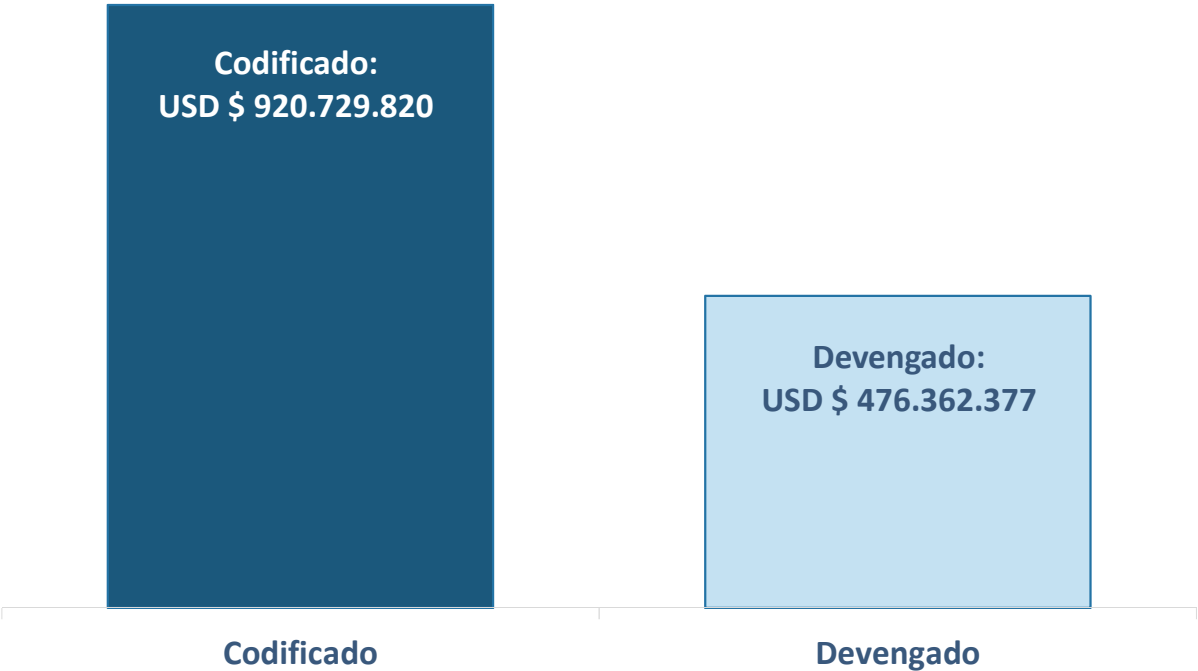 Codificado:
USD $ 920.729.820
Devengado:
USD $ 476.362.377
Codificado
Devengado